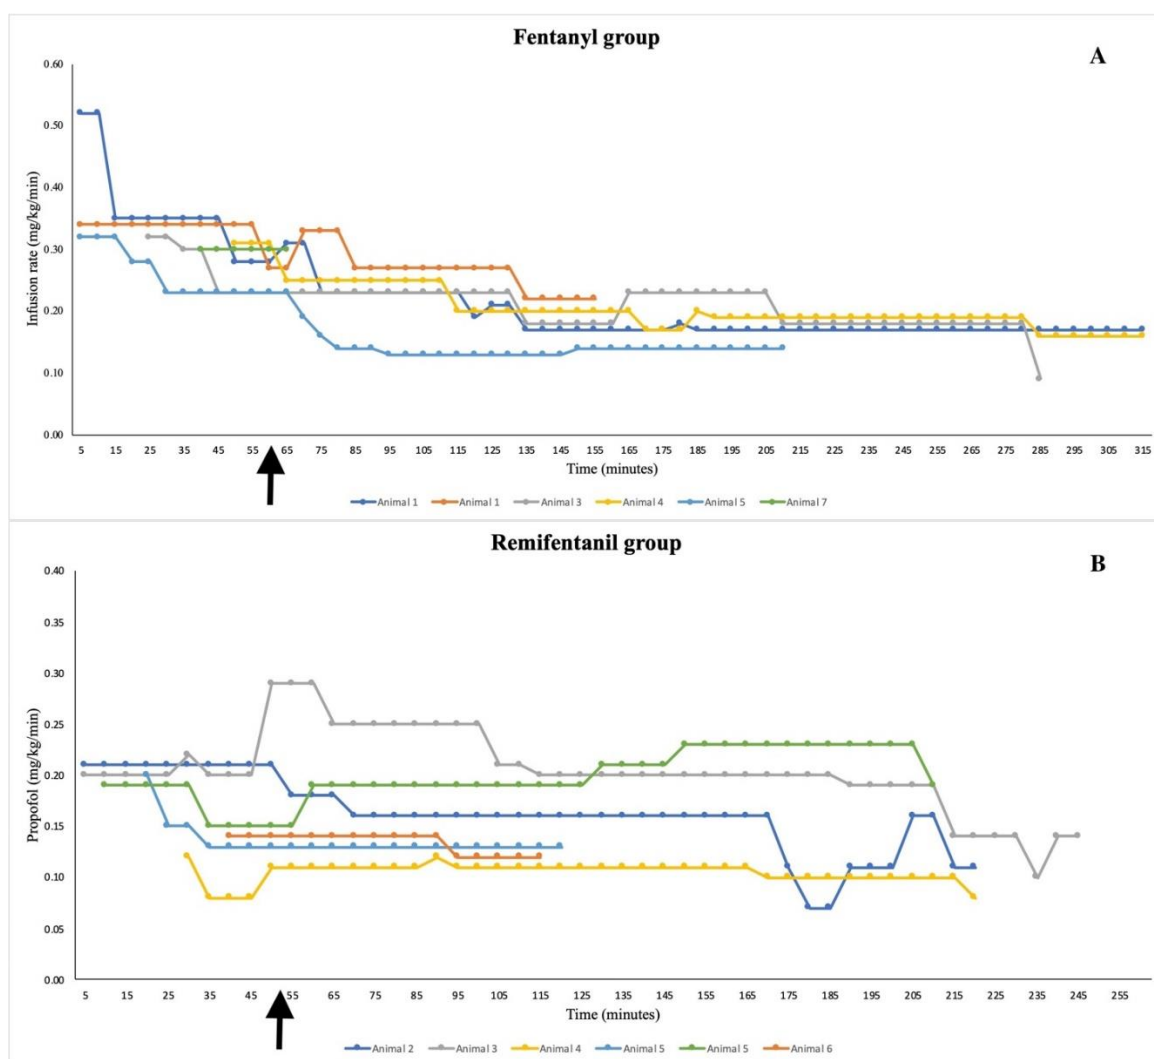 Fentanyl group
A
Infusion rate (mg/kg/min)
0.60
0.50
0.40
0.30
0.20
0.10
0.00
5 15 25 35 45 55 65 75 85 95 105 115 125 135 145 155 165 175 185 195 205 215 225 235 245 255 265 275 285 295 305 315
Time (minutes)
Animal 1 Animal 1 Animal 3 Animal 4 Animal 5 Animal 7
Remifentanil group
B
Propofol (mg/kg/min)
0.40
0.35
0.30
0.25
0.20
0.15
0.10
0.05
0.00
5 15 25 35 45 55 65 75 85 95 105 115 125 135 145 155 165 175 185 195 205 215 225 235 245 255
Time (minutes)
Animal 2 Animal 3 Animal 4 Animal 5 Animal 5 Animal 6